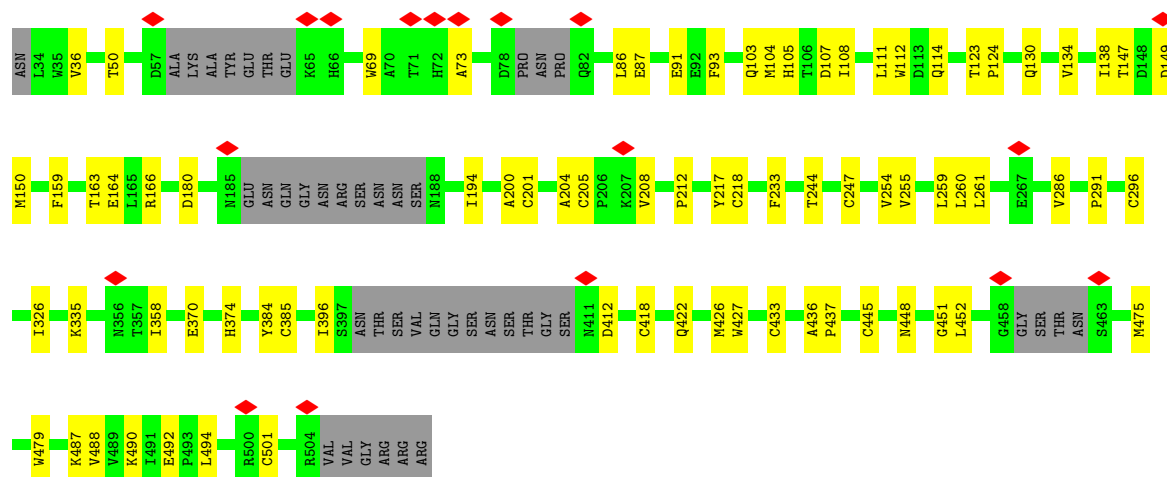 ASN L34 W35 V36 T50 D57 ALA LYS ALA TYR GLU THR GLU K65 H66 W69 A70 T71 H72 A73 D78 PRO ASN PRO Q82 L86 E87 E91 E92 F93 Q103 M104 H105 T106 D107 I108 L111 W112 D113 Q114 T123 P124 Q130 V134 I138 T147 D148 D149
M150 F159 T163 E164 L165 R166 D180 N185 GLU ASN GLN GLY ASN ARG SER ASN ASN SER N188 I194 A200 C201 A204 C205 P206 K207 V208 P212 Y217 C218 F233 T244 C247 V254 V255 L259 L260 L261 E267 V286 P291 C296
I326 K335 N356 T357 I358 E370 H374 Y384 C385 I396 S397 ASN THR SER VAL GLN GLY SER ASN SER THR GLY SER N411 D412 C418 Q422 M426 W427 C433 A436 P437 C445 N448 G451 L452 G458 GLY SER THR ASN S463 M475
W479 K487 V488 V489 K490 I491 E492 P493 L494 R500 C501 R504 VAL VAL GLY ARG ARG ARG